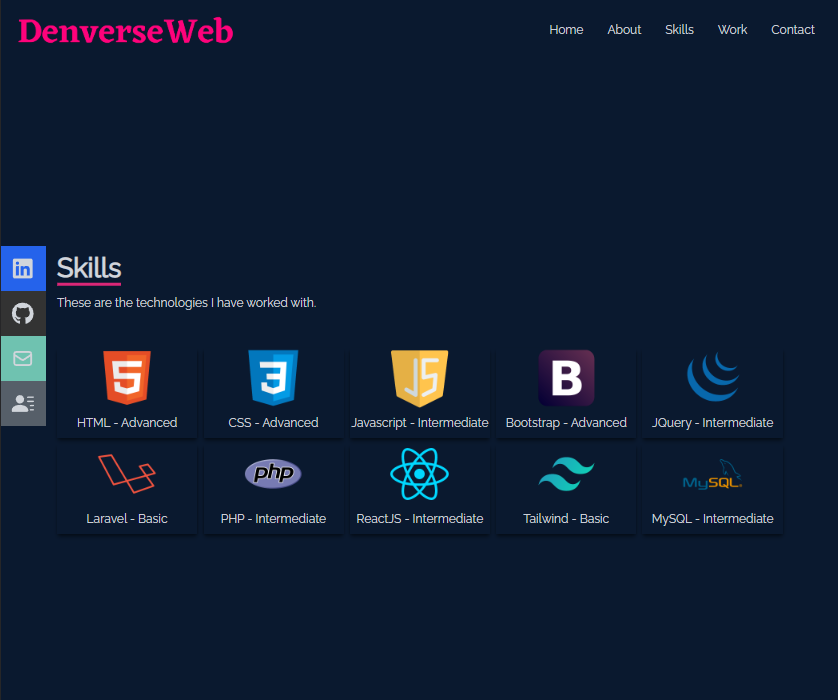 DenverseWeb
Home About Skills Work Contact
in
Skills
These are the technologies I have worked with.
5 3 JS B
HTML - Advanced CSS - Advanced Javascript - Intermediate Bootstrap - Advanced JQuery - Intermediate
php MySQL
Laravel - Basic PHP - Intermediate ReactJS - Intermediate Tailwind - Basic MySQL - Intermediate